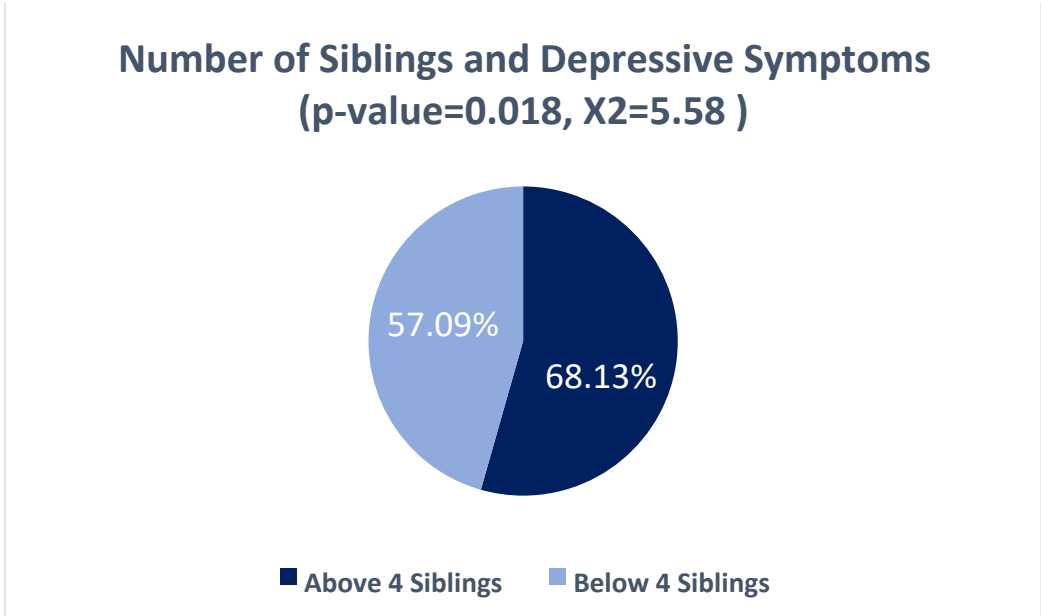 Number of Siblings and Depressive Symptoms
(p-value=0.018, X2=5.58 )
57.09%
68.13%
Above 4 Siblings
Below 4 Siblings